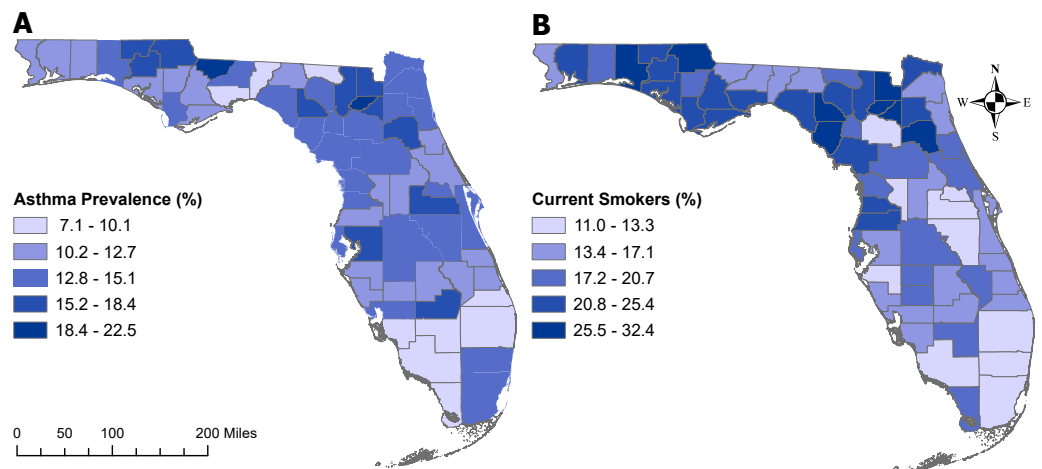 A
B
N
W E
S
Asthma Prevalence (%)
7.1 - 10.1
10.2 - 12.7
12.8 - 15.1
15.2 - 18.4
18.4 - 22.5
Current Smokers (%)
11.0 - 13.3
13.4 - 17.1
17.2 - 20.7
20.8 - 25.4
25.5 - 32.4
0 50 100 200 Miles